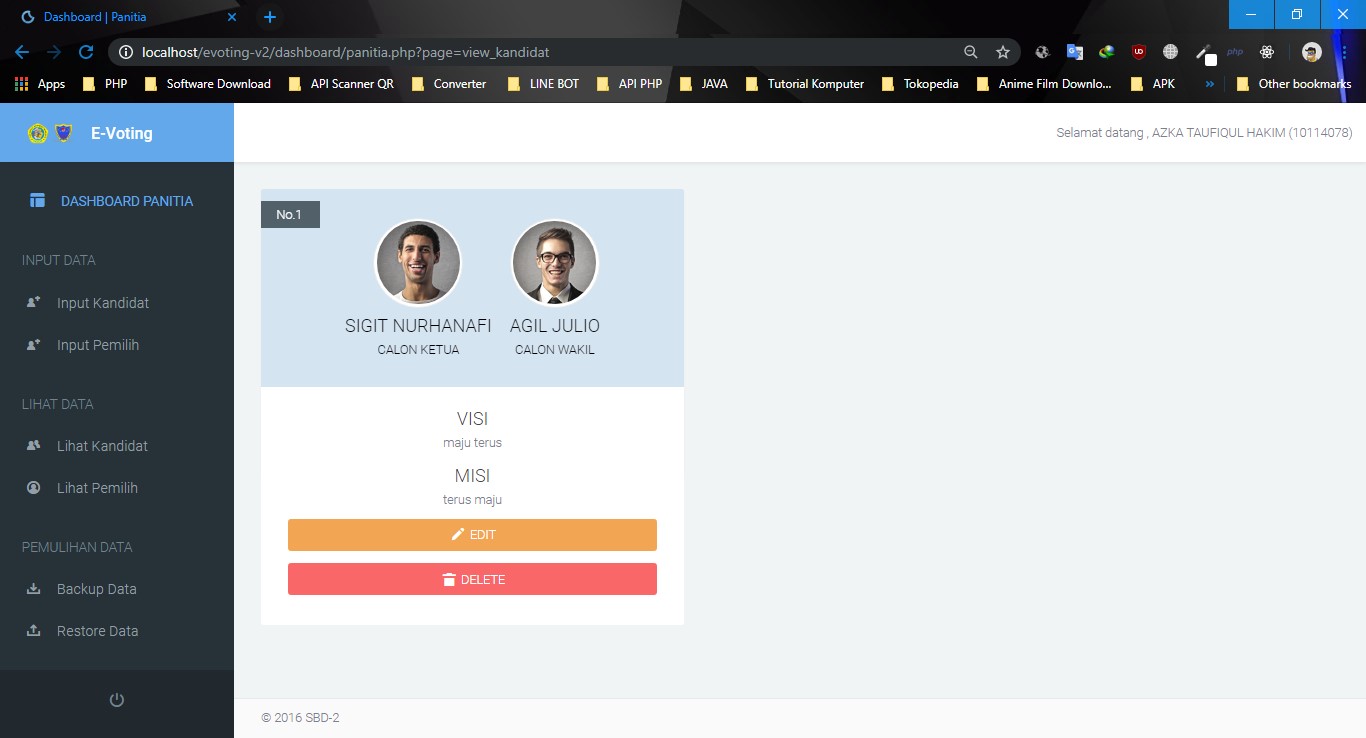 Dashboard | Panitia
localhost/evoting-v2/dashboard/panitia.php?page=view_kandidat
Apps PHP Software Download API Scanner QR Converter LINE BOT API PHP JAVA Tutorial Komputer Tokopedia Anime Film Downlo... APK » Other bookmarks
E-Voting
Selamat datang , AZKA TAUFIQUL HAKIM (10114078)
DASHBOARD PANITIA
INPUT DATA
Input Kandidat
Input Pemilih
LIHAT DATA
Lihat Kandidat
Lihat Pemilih
PEMULIHAN DATA
Backup Data
Restore Data
No.1
SIGIT NURHANAFI AGIL JULIO
CALON KETUA CALON WAKIL
VISI
maju terus
MISI
terus maju
EDIT
DELETE
© 2016 SBD-2